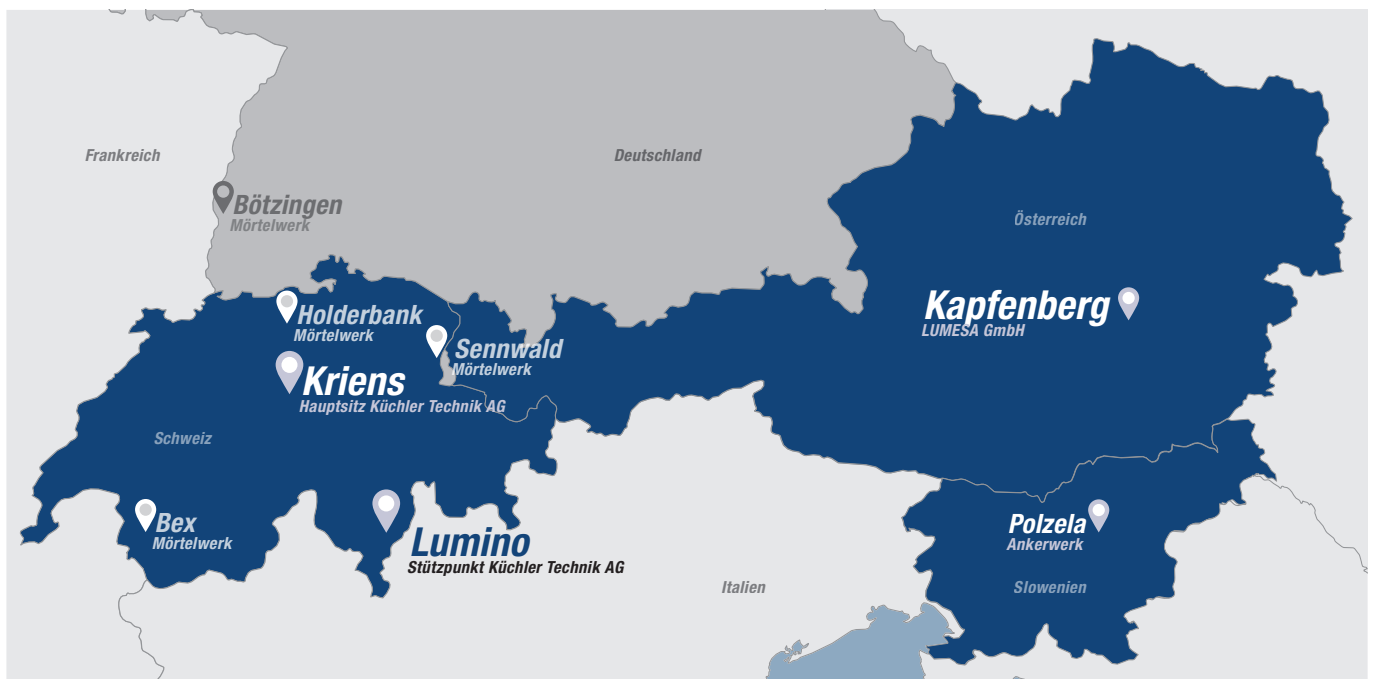 Frankreich
Deutschland
Bötzingen
Mörtelwerk
Österreich
Holderbank
Mörtelwerk
Sennwald
Mörtelwerk
Kapfenberg
LUMESA GmbH
Kriens
Hauptsitz Küchler Technik AG
Schweiz
Bex
Mörtelwerk
Lumino
Stützpunkt Küchler Technik AG
Polzela
Ankerwerk
Italien
Slowenien